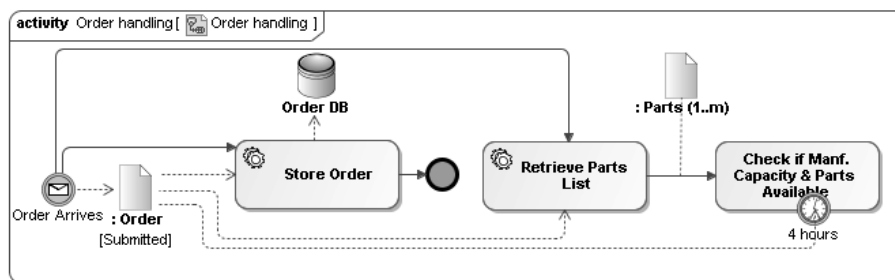 activity Order handling[ Order handling ]
Order DB
: Parts (1..m)
Store Order
Retrieve Parts
List
Check if Manf.
Capacity & Parts
Available
Order Arrives
: Order
[Submitted]
4 hours